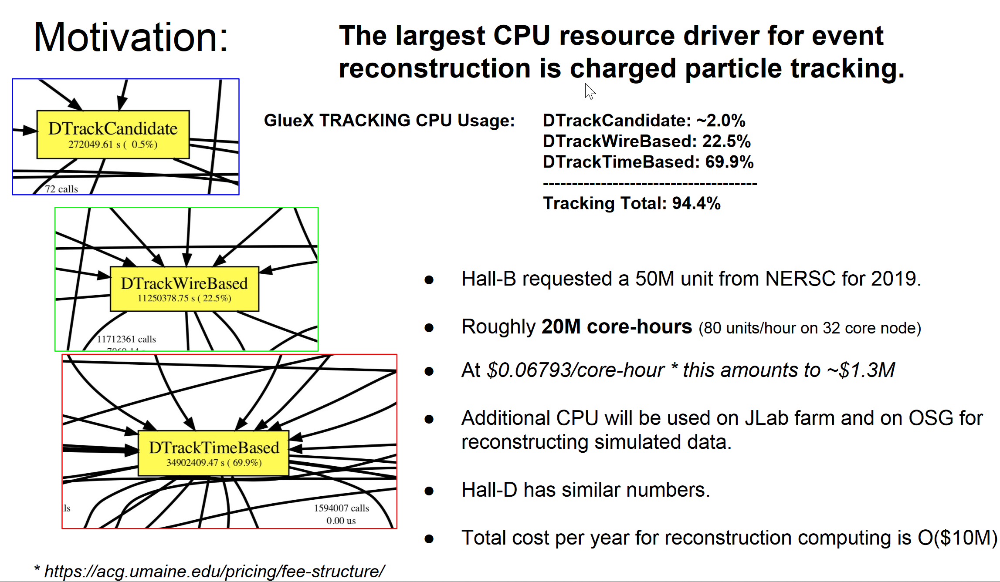 Motivation:
The largest CPU resource driver for event
reconstruction is charged particle tracking.
DTrackCandidate
272049.61 s (  0.5%)
72 calls
GlueX TRACKING CPU Usage:
DTrackCandidate: ~2.0%
DTrackWireBased: 22.5%
DTrackTimeBased: 69.9%
-------------------------------------
Tracking Total: 94.4%
DTrackWireBased
11250378.75 s ( 22.5%)
11712361 calls
DTrackTimeBased
34902409.47 s ( 69.9%)
lls
1594007 calls
0.00 us
● Hall-B requested a 50M unit from NERSC for 2019.
● Roughly 20M core-hours (80 units/hour on 32 core node)
● At $0.06793/core-hour * this amounts to ~$1.3M
● Additional CPU will be used on JLab farm and on OSG for
reconstructing simulated data.
● Hall-D has similar numbers.
● Total cost per year for reconstruction computing is O($10M)
* https://acg.umaine.edu/pricing/fee-structure/